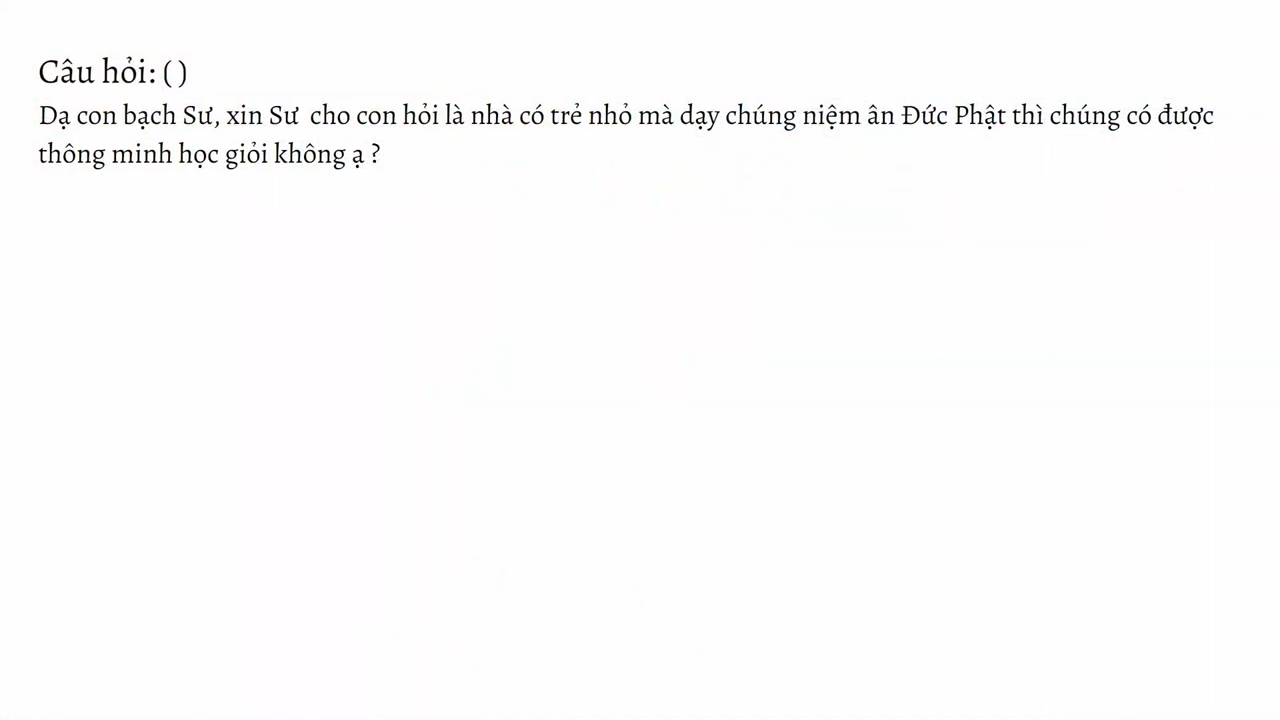 Câu hỏi: ( )
Dạ con bạch Sư, xin Sư cho con hỏi là nhà có trẻ nhỏ mà dạy chúng niệm ân Đức Phật thì chúng có được
thông minh học giỏi không ạ ?